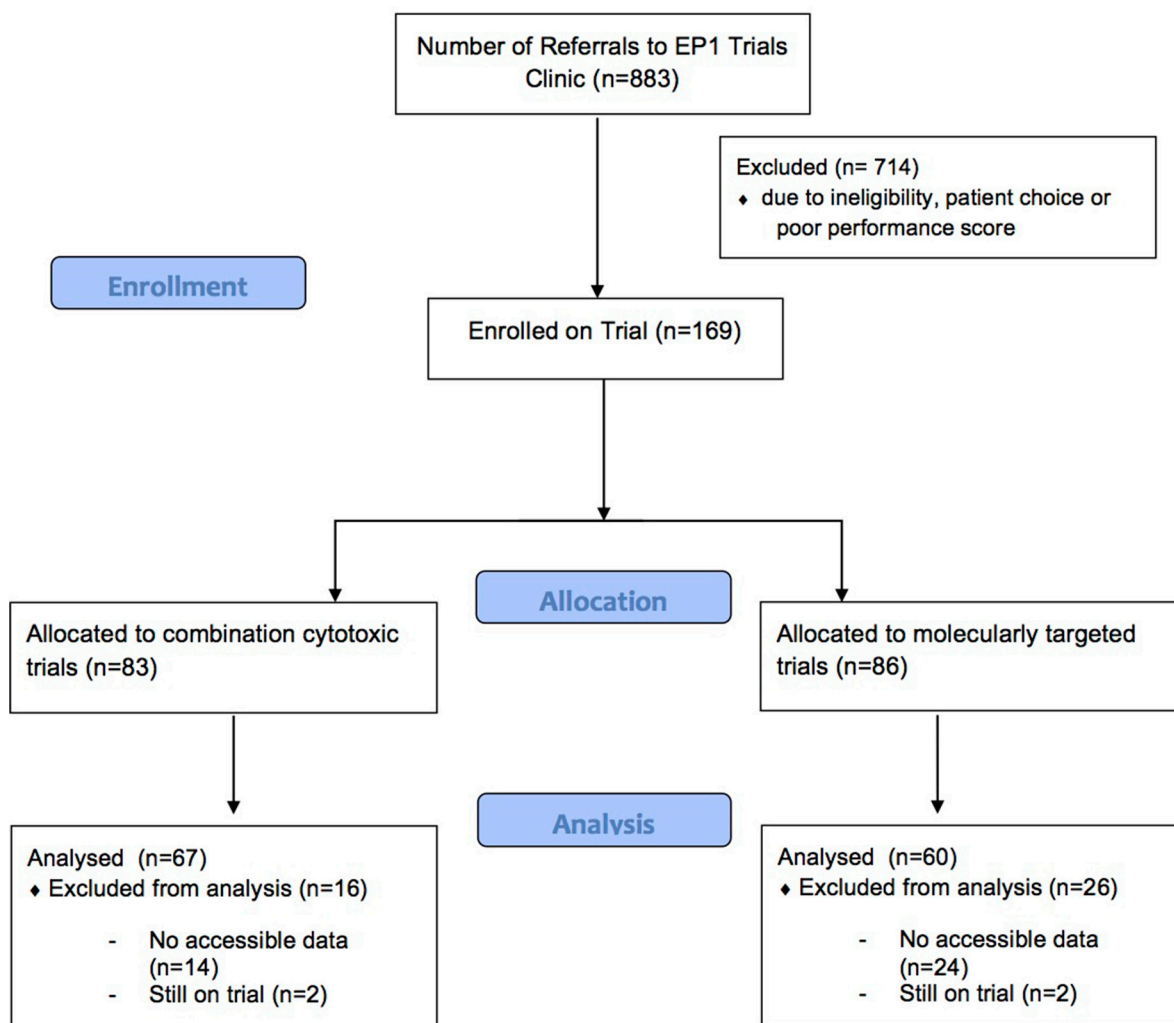 Number of Referrals to EP1 Trials
Clinic (n=883)
Excluded (n= 714)
♦ due to ineligibility, patient choice or
poor performance score
Enrollment
Enrolled on Trial (n=169)
Allocation
Allocated to combination cytotoxic
trials (n=83)
Allocated to molecularly targeted
trials (n=86)
Analysis
Analysed (n=67)
♦ Excluded from analysis (n=16)
- No accessible data
(n=14)
- Still on trial (n=2)
Analysed (n=60)
♦ Excluded from analysis (n=26)
- No accessible data
(n=24)
- Still on trial (n=2)